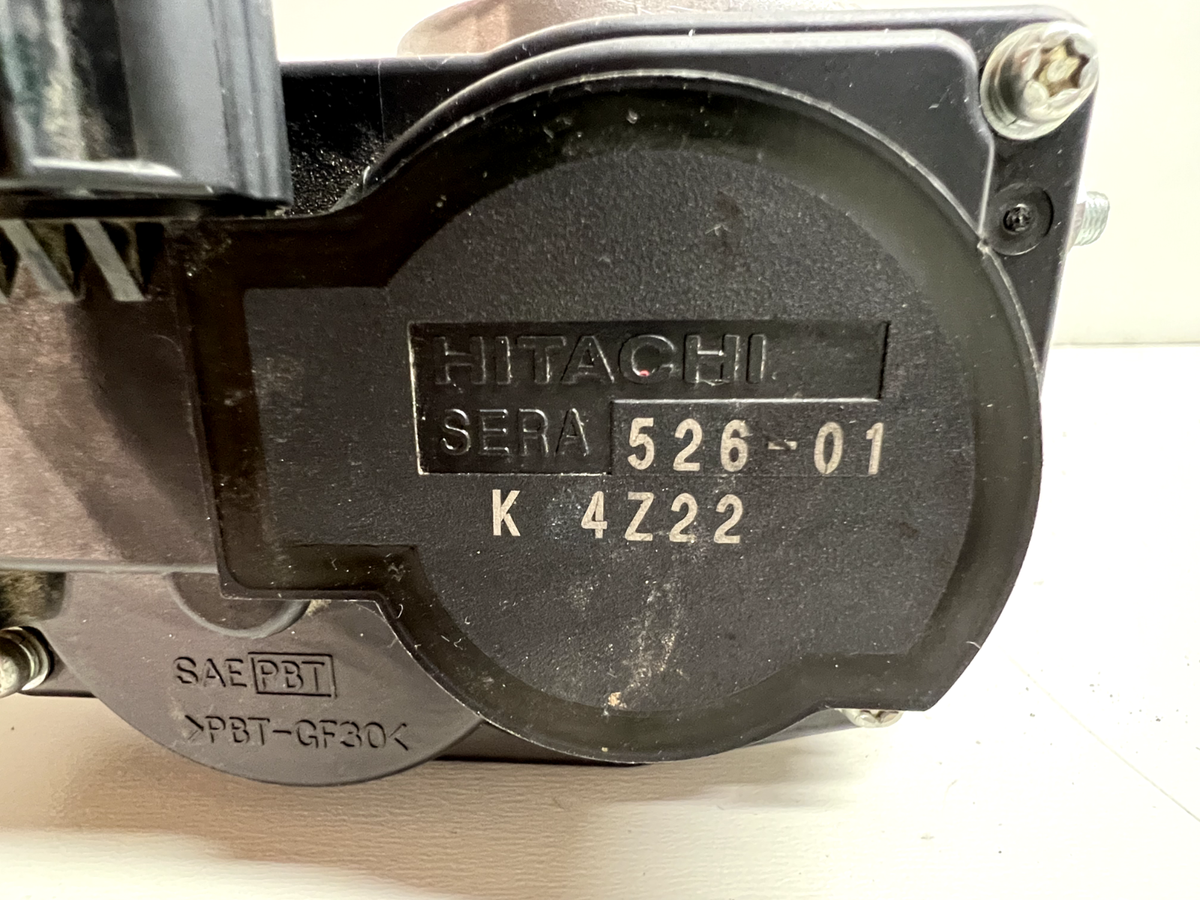 HITACHI
SERA 526-01
K 4Z22
SAE PBT
>PBT-GF30<